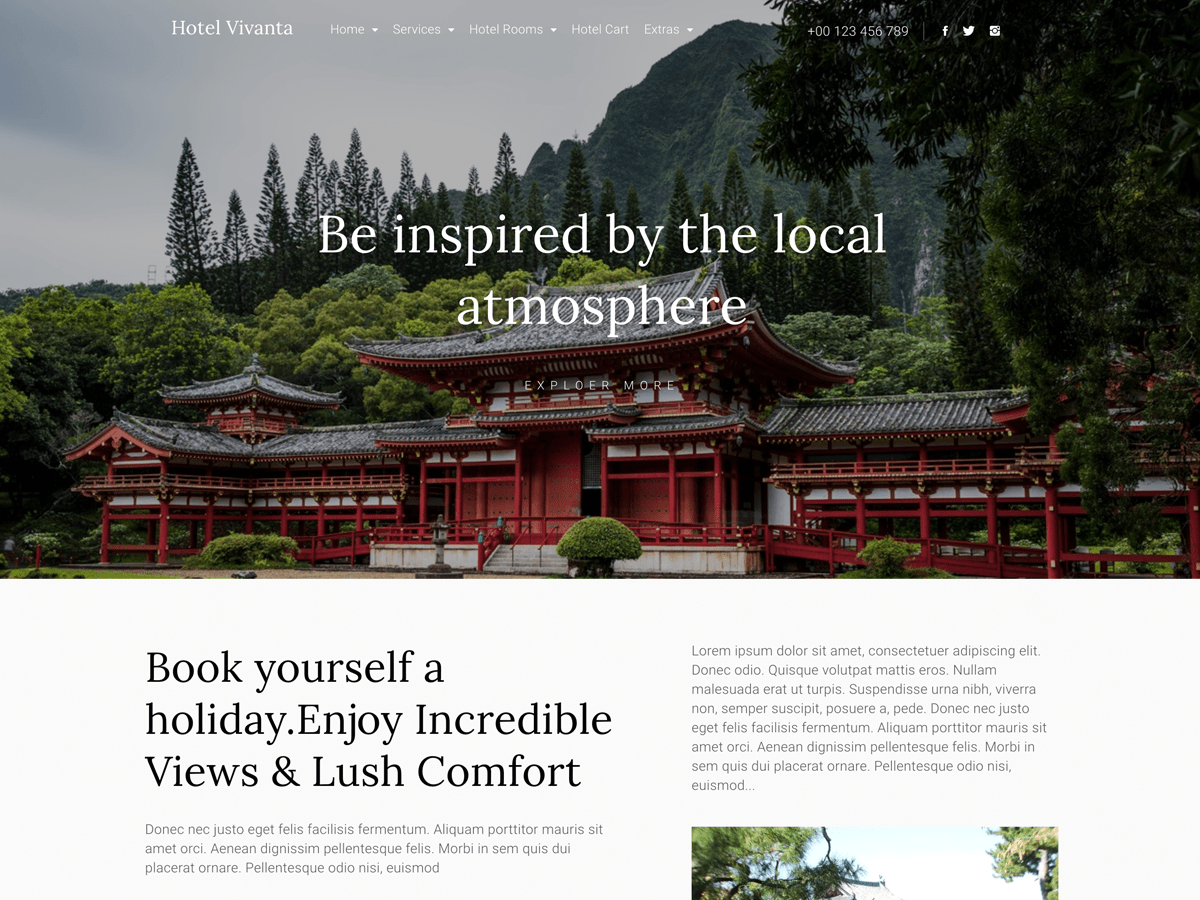 Hotel Vivanta
Home Services Hotel Rooms Hotel Cart Extras
+00 123 456 789
Be inspired by the local
atmosphere
EXPLOER MORE
Book yourself a
holiday.Enjoy Incredible
Views & Lush Comfort
Donec nec justo eget felis facilisis fermentum. Aliquam porttitor mauris sit
amet orci. Aenean dignissim pellentesque felis. Morbi in sem quis dui
placerat ornare. Pellentesque odio nisi, euismod
Lorem ipsum dolor sit amet, consectetuer adipiscing elit.
Donec odio. Quisque volutpat mattis eros. Nullam
malesuada erat ut turpis. Suspendisse urna nibh, viverra
non, semper suscipit, posuere a, pede. Donec nec justo
eget felis facilisis fermentum. Aliquam porttitor mauris sit
amet orci. Aenean dignissim pellentesque felis. Morbi in
sem quis dui placerat ornare. Pellentesque odio nisi,
euismod...